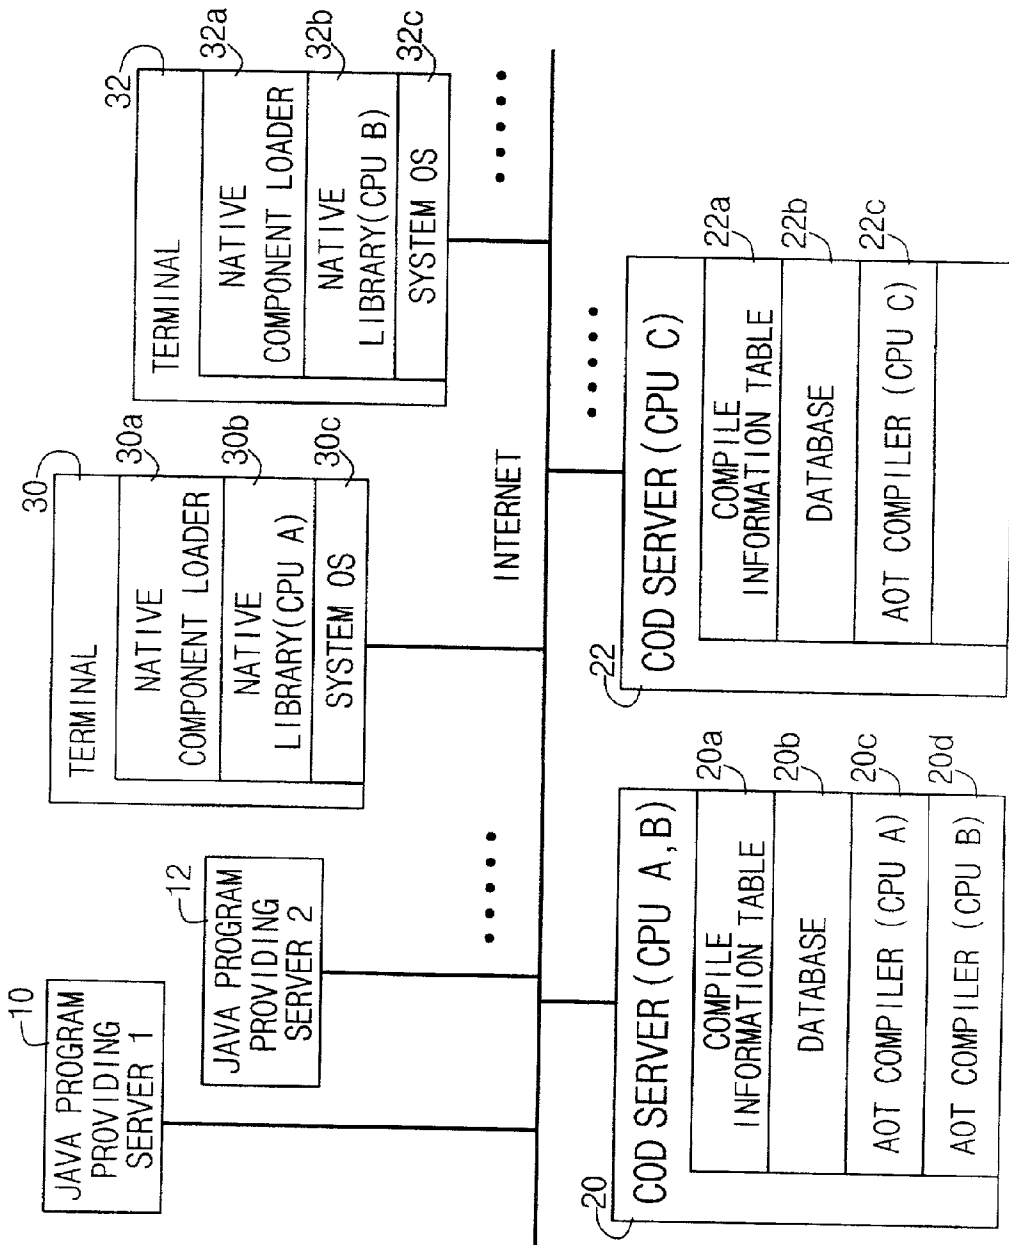 10
JAVA PROGRAM
PROVIDING
SERVER 1
12
JAVA PROGRAM
PROVIDING
SERVER 2
30
TERMINAL
NATIVE
COMPONENT LOADER
30a
NATIVE
LIBRARY(CPU A)
30b
SYSTEM OS
30c
32
TERMINAL
NATIVE
COMPONENT LOADER
32a
NATIVE
LIBRARY(CPU B)
32b
SYSTEM OS
32c
INTERNET
20
COD SERVER (CPU A,B)
COMPILE
INFORMATION TABLE
20a
DATABASE
20b
AOT COMPILER (CPU A)
20c
AOT COMPILER (CPU B)
20d
22
COD SERVER (CPU C)
COMPILE
INFORMATION TABLE
22a
DATABASE
22b
AOT COMPILER (CPU C)
22c